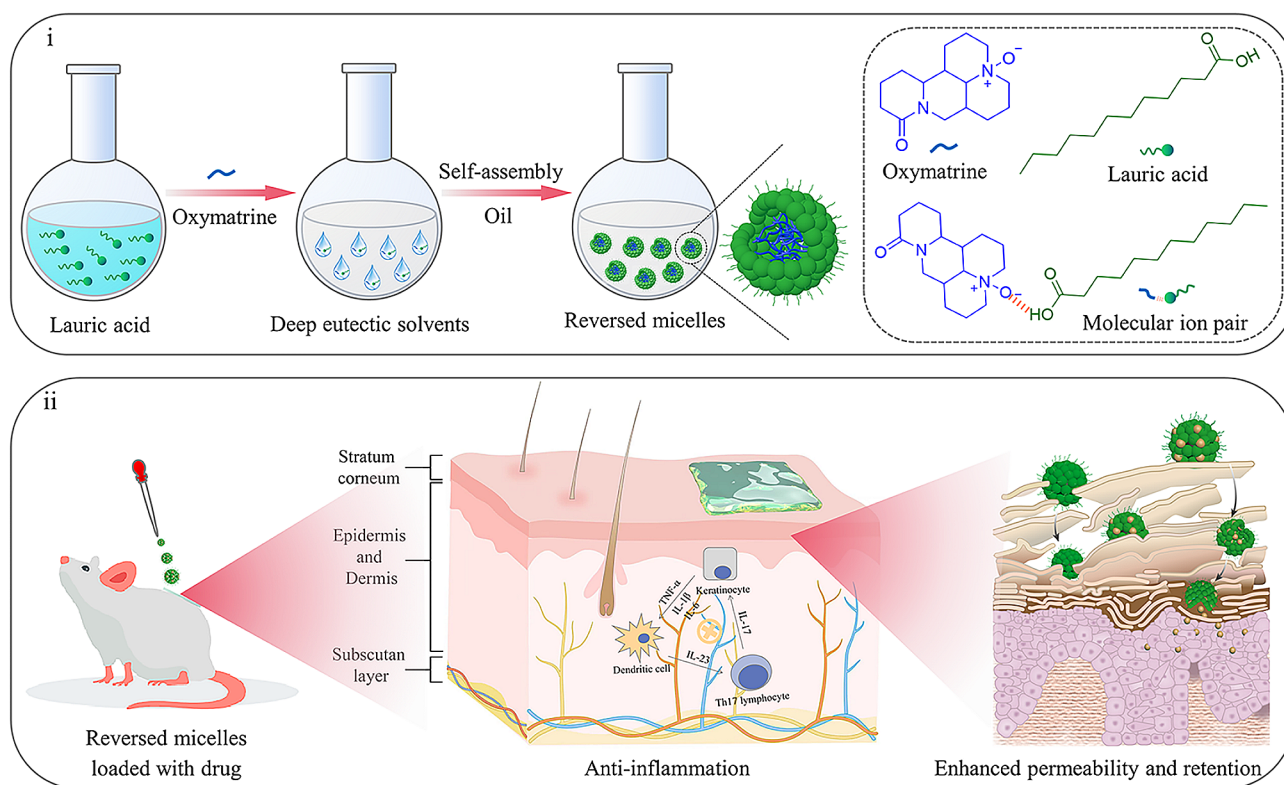 i
Lauric acid
Oxymatrine
Deep eutectic solvents
Self-assembly
Oil
Reversed micelles
O⁻
N
+
N
O
Oxymatrine
O
OH
Lauric acid
O
N
N
+
O⁻
O
HO
Molecular ion pair
ii
Reversed micelles
loaded with drug
Stratum
corneum
Epidermis
and
Dermis
Subscutan
layer
Keratinocyte
TNF-α
IL-1β
IL-6
IL-17
Dendritic cell
IL-23
Th17 lymphocyte
Anti-inflammation
Enhanced permeability and retention